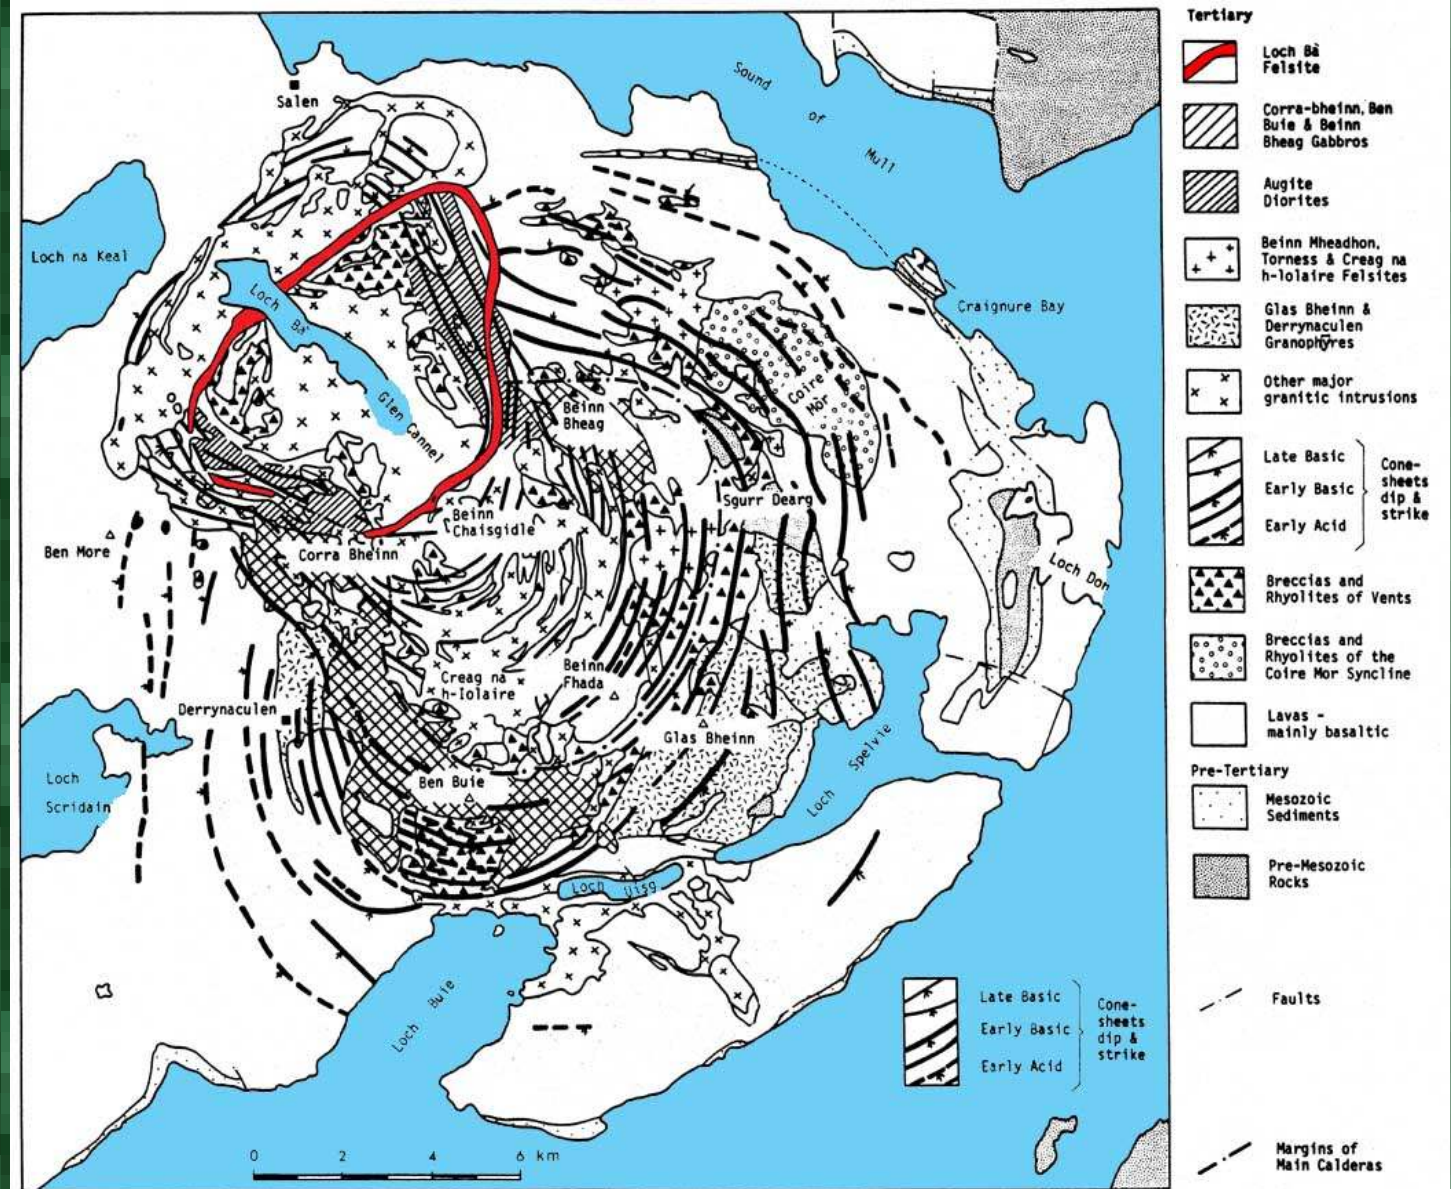 Salen
Sound
of
Mull
Loch na Keal
Loch
Bà
Glen
Cannel
Craignure Bay
Coire
Mòr
Beinn
Bheag
Sgurr Dearg
Beinn
Chaisgidle
Ben More
Corra Bheinn
Loch Don
Beinn
Fhada
Creag na
h-Iolaire
Derrynaculen
Glas Bheinn
Loch
Spelvie
Loch
Scridain
Ben Buie
Loch Uisg
Loch Buie
0 2 4 6 km
Late Basic
Early Basic
Early Acid
Cone-
sheets
dip &
strike
Tertiary
Loch Bà
Felsite
Corra-bheinn, Ben
Buie & Beinn
Bheag Gabbros
Augite
Diorites
Beinn Mheadhon,
Torness & Creag na
h-Iolaire Felsites
Glas Bheinn &
Derrynaculen
Granophyres
Other major
granitic intrusions
Late Basic
Early Basic
Early Acid
Cone-
sheets
dip &
strike
Breccias and
Rhyolites of Vents
Breccias and
Rhyolites of the
Coire Mor Syncline
Lavas -
mainly basaltic
Pre-Tertiary
Mesozoic
Sediments
Pre-Mesozoic
Rocks
Faults
Margins of
Main Calderas